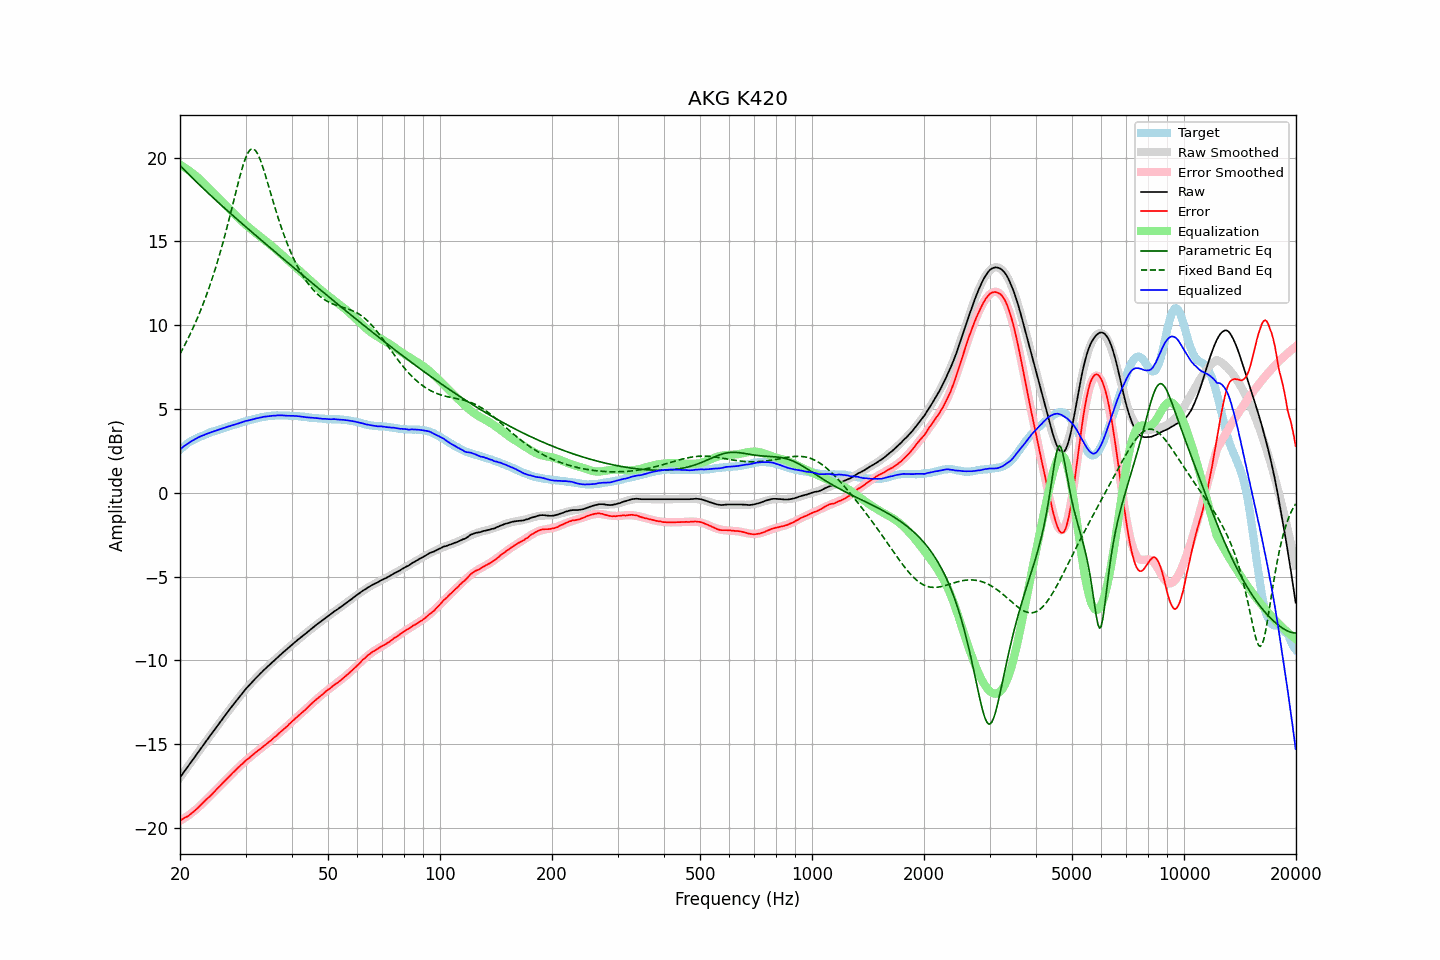 AKG K420
Target
Raw Smoothed
Error Smoothed
Raw
Error
Equalization
Parametric Eq
Fixed Band Eq
Equalized
20
15
10
5
0
−5
−10
−15
−20
Amplitude (dBr)
20 50 100 200 500 1000 2000 5000 10000 20000
Frequency (Hz)